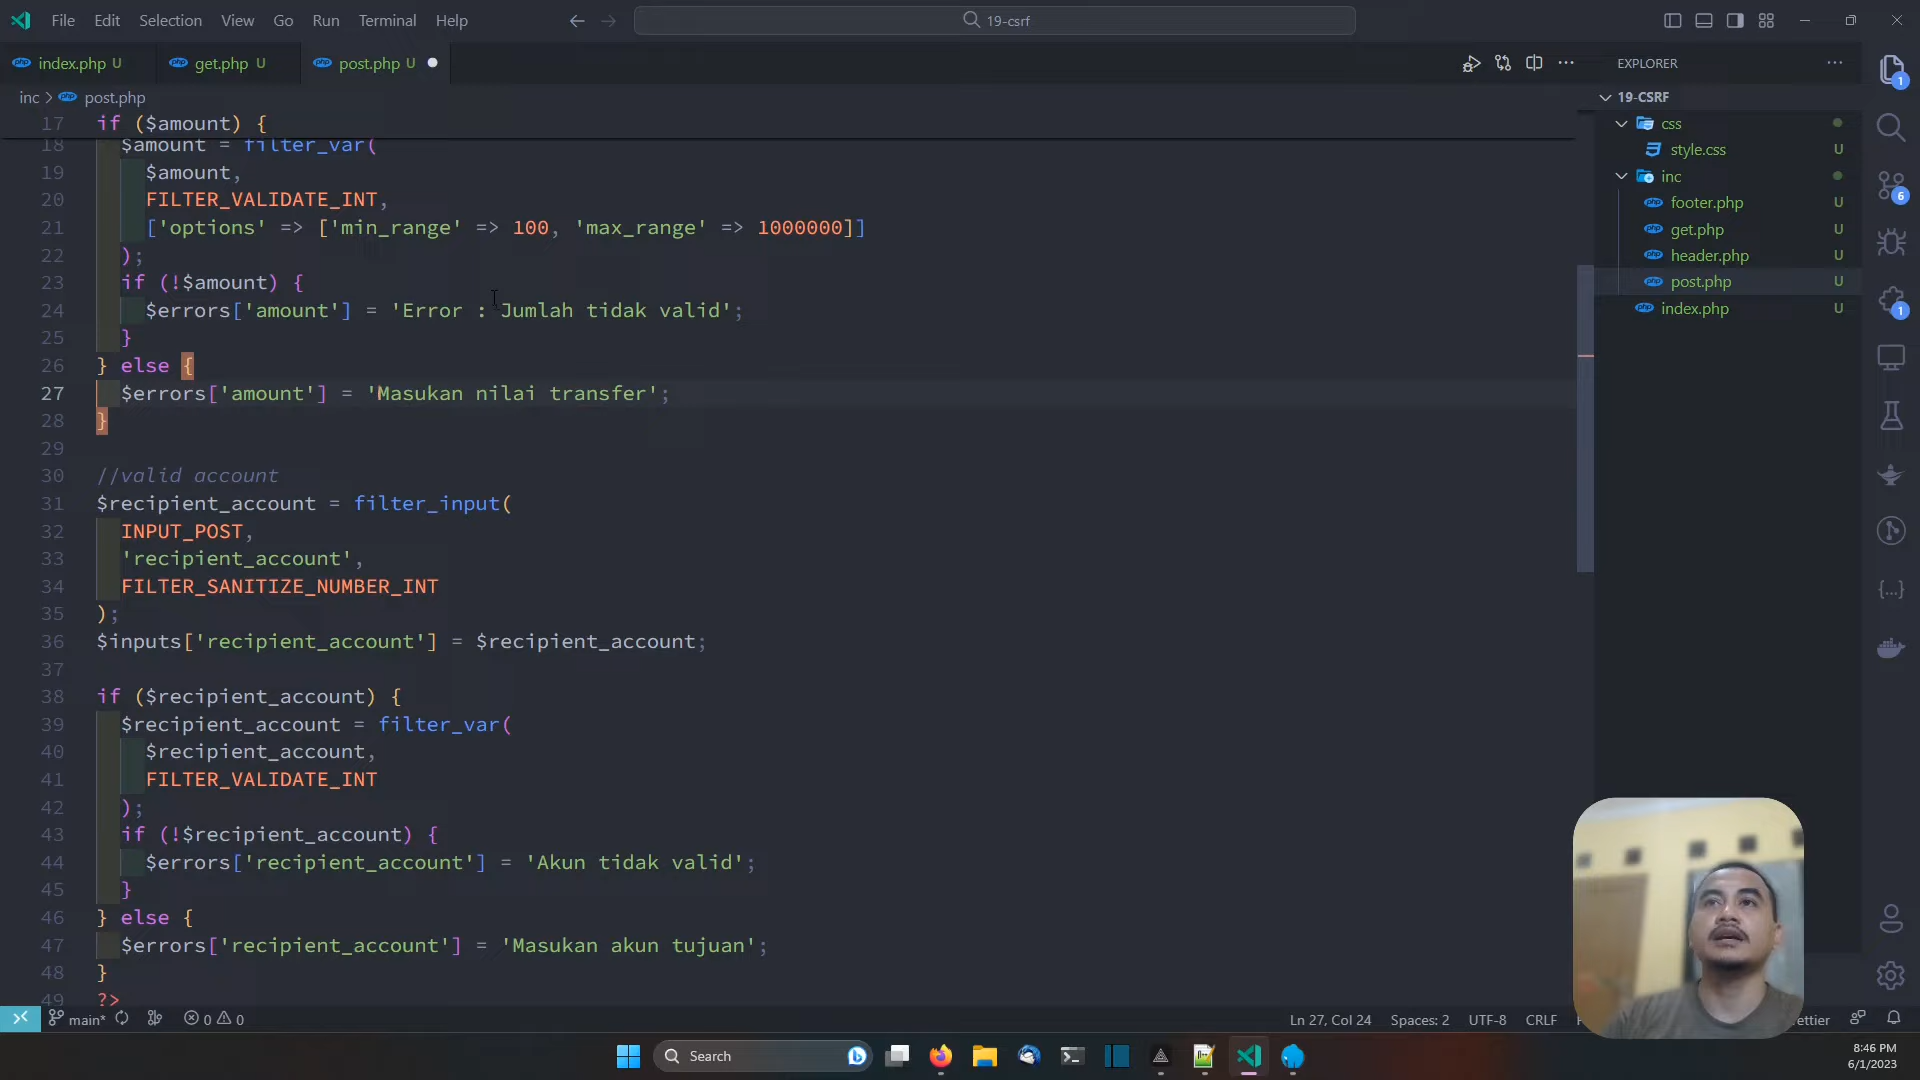 File Edit Selection View Go Run Terminal Help
19-csrf
index.php U
get.php U
post.php U
EXPLORER
inc > post.php
19-CSRF
css
style.css U
inc
footer.php U
get.php U
header.php U
post.php U
index.php U
1
6
1
17 if ($amount) {
18 $amount = filter_var(
19 $amount,
20 FILTER_VALIDATE_INT,
21 ['options' => ['min_range' => 100, 'max_range' => 1000000]]
22 );
23 if (!$amount) {
24 $errors['amount'] = 'Error : Jumlah tidak valid';
25 }
26 } else {
27 $errors['amount'] = 'Masukan nilai transfer';
28 }
29
30 //valid account
31 $recipient_account = filter_input(
32 INPUT_POST,
33 'recipient_account',
34 FILTER_SANITIZE_NUMBER_INT
35 );
36 $inputs['recipient_account'] = $recipient_account;
37
38 if ($recipient_account) {
39 $recipient_account = filter_var(
40 $recipient_account,
41 FILTER_VALIDATE_INT
42 );
43 if (!$recipient_account) {
44 $errors['recipient_account'] = 'Akun tidak valid';
45 }
46 } else {
47 $errors['recipient_account'] = 'Masukan akun tujuan';
48 }
49 ?>
main* 0 0
Ln 27, Col 24 Spaces: 2 UTF-8 CRLF
Search
8:46 PM
6/1/2023